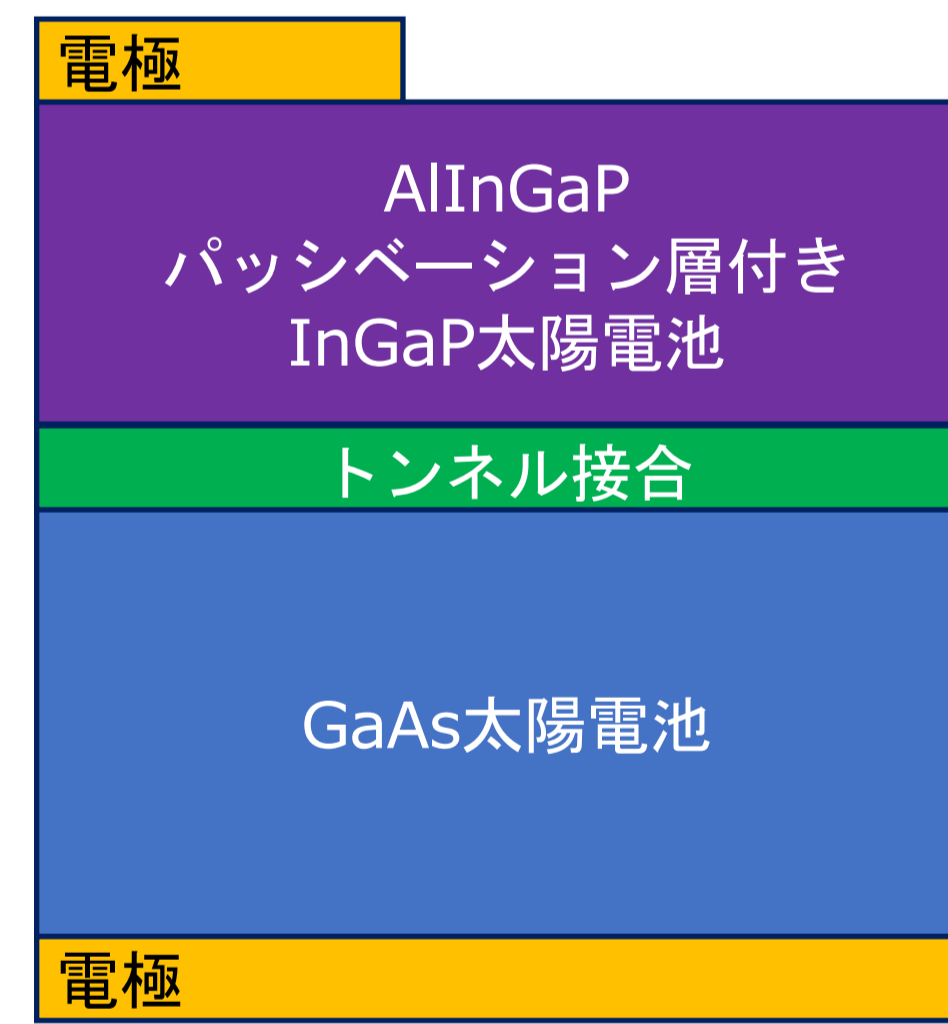 電極
AlInGaP
パッシベーション層付き
InGaP太陽電池
トンネル接合
GaAs太陽電池
電極